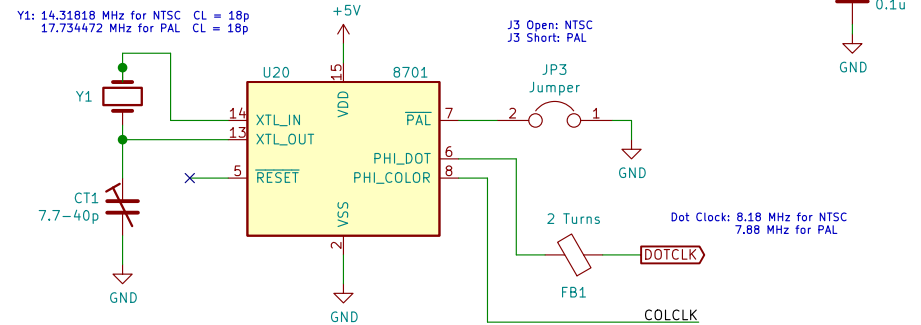 +5V
0.1u
Y1: 14.31818 MHz for NTSC CL = 18p
17.734472 MHz for PAL CL = 18p
J3 Open: NTSC
J3 Short: PAL
GND
U20
15
8701
JP3
Jumper
Y1
VDD
14
XTL_IN
PAL
7
2
1
13
XTL_OUT
PHI_DOT
6
5
RESET
PHI_COLOR
8
GND
CT1
7.7-40p
VSS
2
2 Turns
Dot Clock: 8.18 MHz for NTSC
7.88 MHz for PAL
DOTCLK
FB1
GND
GND
COLCLK